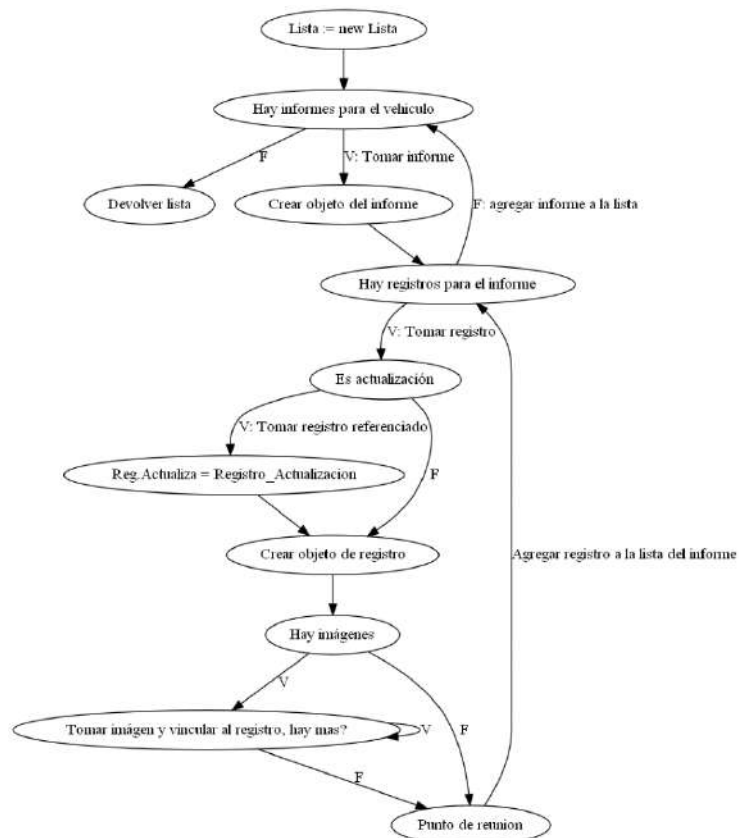 Lista := new Lista
Hay informes para el vehiculo
F
V: Tomar informe
Devolver lista
Crear objeto del informe
F: agregar informe a la lista
Hay registros para el informe
V: Tomar registro
Es actualización
V: Tomar registro referenciado
Reg.Actualiza = Registro_Actualizacion
F
Crear objeto de registro
Agregar registro a la lista del informe
Hay imágenes
V
Tomar imágen y vincular al registro, hay mas?
V
F
F
Punto de reunion